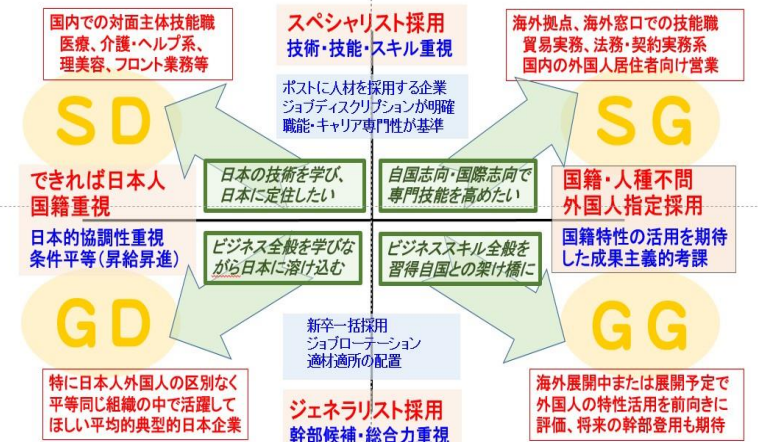 国内での対面主体技能職
医療、介護・ヘルプ系、
理美容、フロント業務等
スペシャリスト採用
技術・技能・スキル重視
海外拠点、海外窓口での技能職
貿易実務、法務・契約実務系
国内の外国人居住者向け営業
ポストに人材を採用する企業
ジョブディスクリプションが明確
職能・キャリア専門性が基準
SD
SG
できれば日本人
国籍重視
日本的協調性重視
条件平等(昇給昇進)
日本の技術を学び、
日本に定住したい
自国志向・国際志向で
専門技能を高めたい
国籍・人種不問
外国人指定採用
国籍特性の活用を期待
した成果主義的考課
ビジネス全般を学びな
がら日本に溶け込む
ビジネススキル全般を
習得自国との架け橋に
GD
GG
新卒一括採用
ジョブローテーション
適材適所の配置
特に日本人外国人の区別なく
平等同じ組織の中で活躍して
ほしい平均的典型的日本企業
ジェネラリスト採用
幹部候補・総合力重視
海外展開中または展開予定で
外国人の特性活用を前向きに
評価、将来の幹部登用も期待